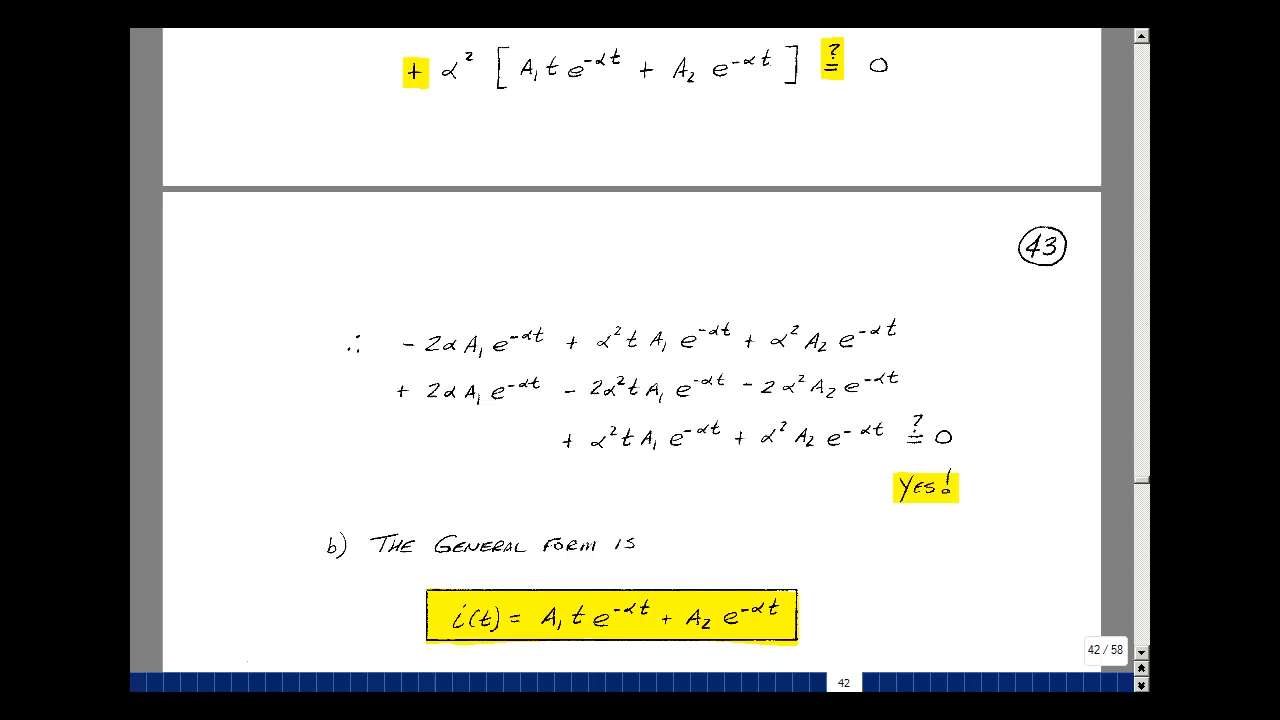 + α² [ A₁ t e^{-αt} + A₂ e^{-αt} ] ?= 0
43
∴ - 2α A₁ e^{-αt} + α² t A₁ e^{-αt} + α² A₂ e^{-αt}
+ 2α A₁ e^{-αt} - 2α² t A₁ e^{-αt} - 2α² A₂ e^{-αt}
+ α² t A₁ e^{-αt} + α² A₂ e^{-αt} ?= 0
YES!
b) THE GENERAL FORM IS
i(t) = A₁ t e^{-αt} + A₂ e^{-αt}
42 / 58
42